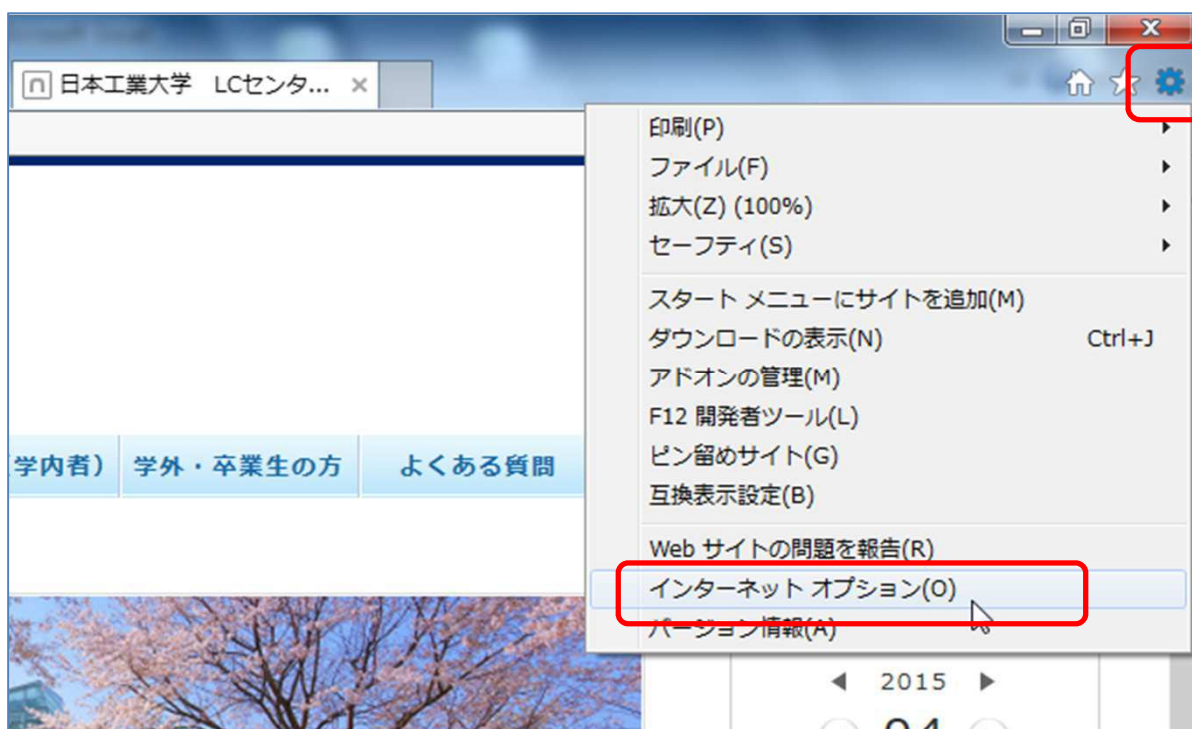 日本工業大学 LCセンタ...
印刷(P)
ファイル(F)
拡大(Z) (100%)
セーフティ(S)
スタート メニューにサイトを追加(M)
ダウンロードの表示(N) Ctrl+J
アドオンの管理(M)
F12 開発者ツール(L)
ピン留めサイト(G)
互換表示設定(B)
学内者) 学外・卒業生の方 よくある質問
Web サイトの問題を報告(R)
インターネット オプション(O)
バージョン情報(A)
2015
04